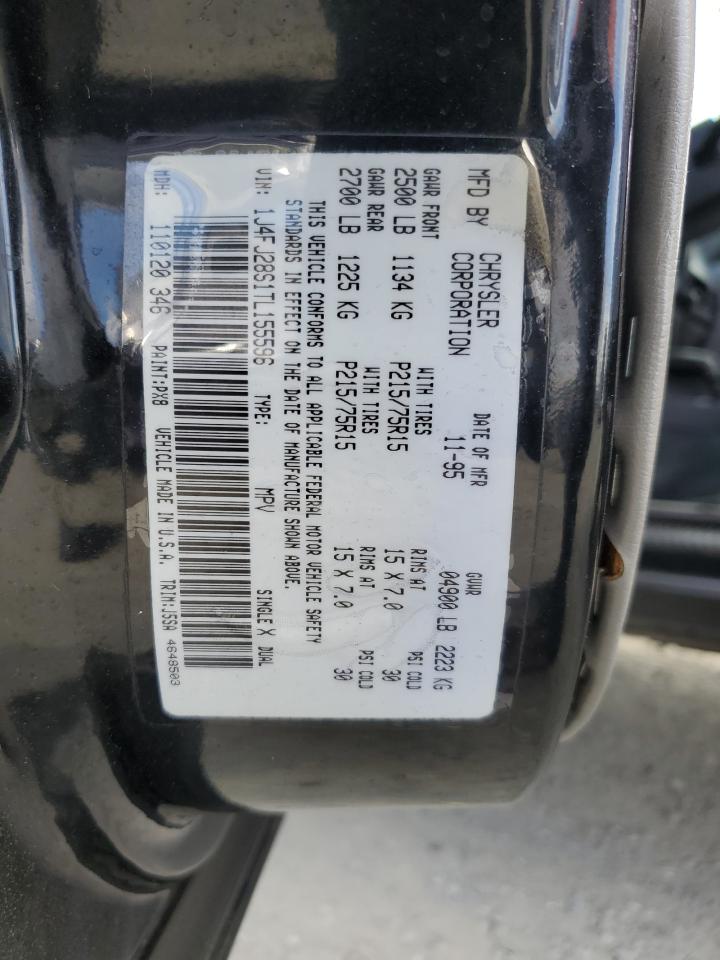 MFD BY CHRYSLER CORPORATION DATE OF MFR 11-95 GVWR 04900 LB 2223 KG
GAWR FRONT WITH TIRES RIMS AT PSI COLD
2500 LB 1134 KG P215/75R15 15 X 7.0 30
GAWR REAR WITH TIRES RIMS AT PSI COLD
2700 LB 1225 KG P215/75R15 15 X 7.0 30
THIS VEHICLE CONFORMS TO ALL APPLICABLE FEDERAL MOTOR VEHICLE SAFETY
STANDARDS IN EFFECT ON THE DATE OF MANUFACTURE SHOWN ABOVE.
VIN: 1J4FJ28S1TL155596 TYPE: MPV SINGLE X DUAL
MDH: 110120 346 PAINT:PX8 VEHICLE MADE IN U.S.A. TRIM:J5SA 4648503